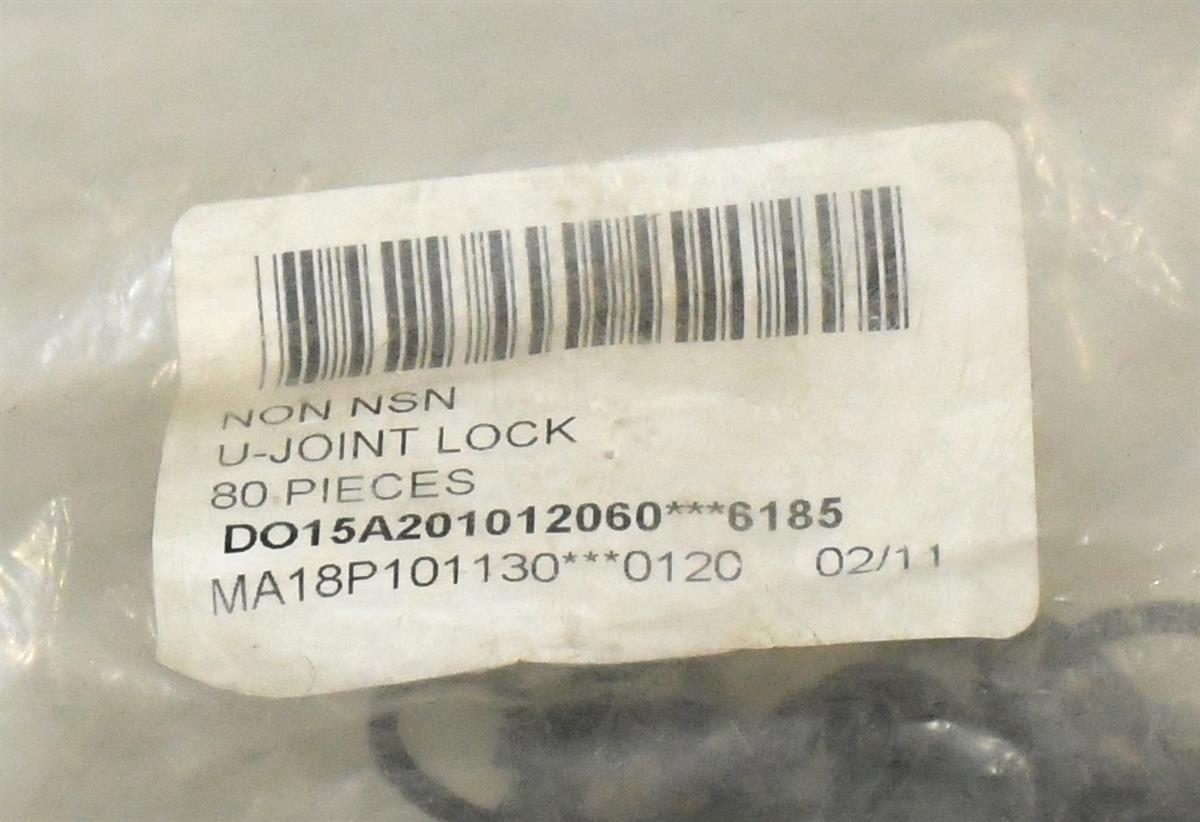 NON NSN
U-JOINT LOCK
80 PIECES
DO15A201012060***6185
MA18P101130***0120 02/11